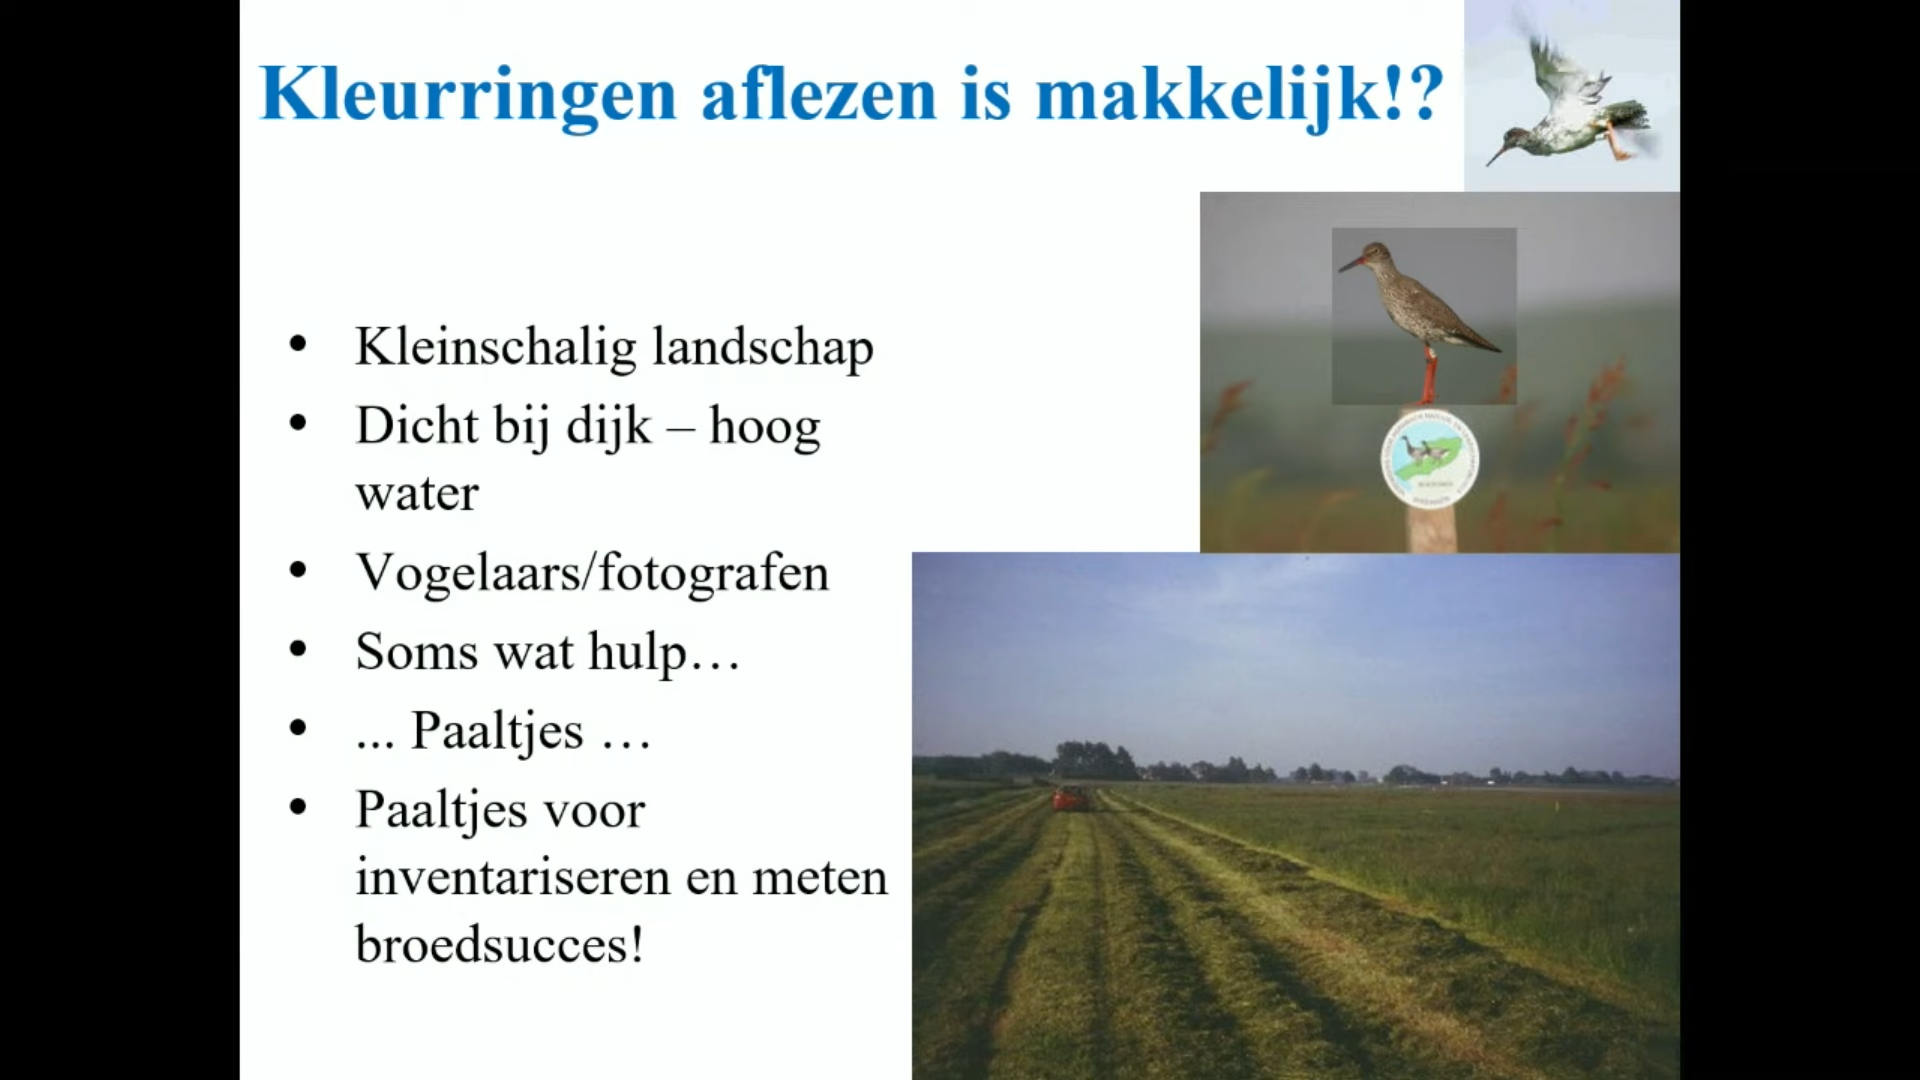 Kleurringen aflezen is makkelijk!?
• Kleinschalig landschap
• Dicht bij dijk – hoog
water
• Vogelaars/fotografen
• Soms wat hulp…
• ... Paaltjes …
• Paaltjes voor
inventariseren en meten
broedsucces!